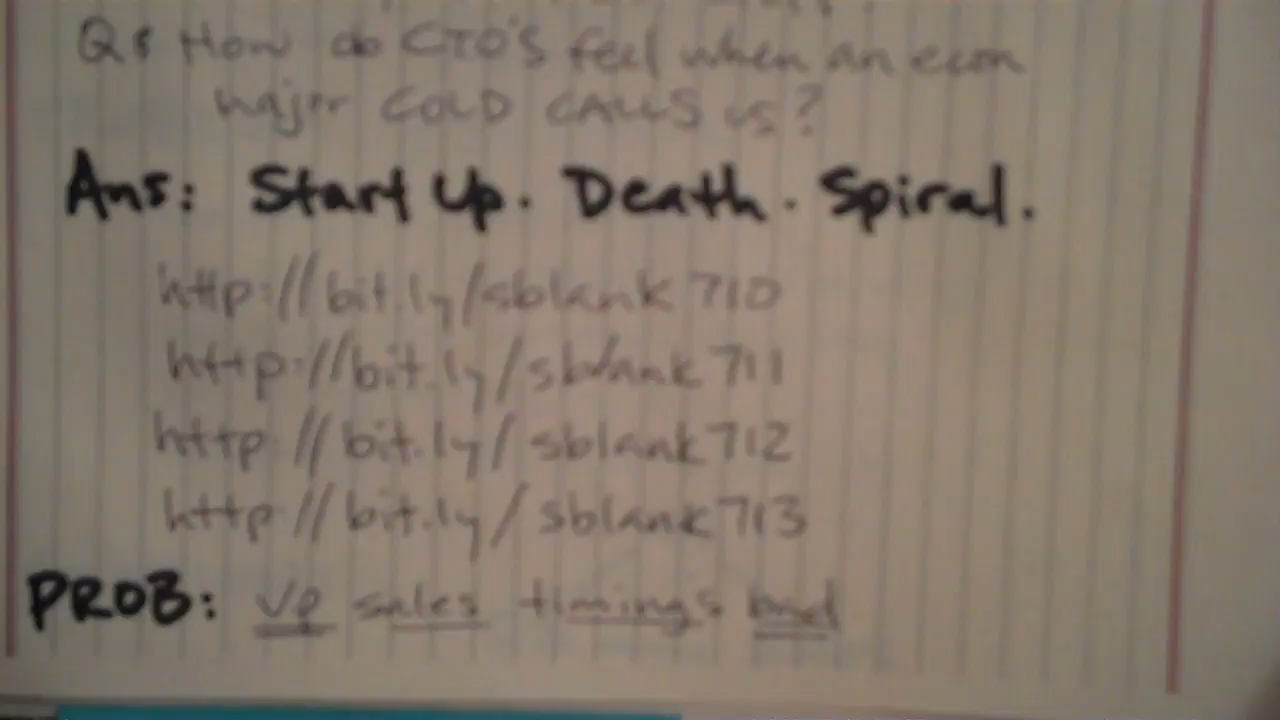 Q: How do CTO'S feel when an econ
major COLD CALLS us?
Ans: Start Up. Death. Spiral.
http://bit.ly/sblank710
http://bit.ly/sblank711
http://bit.ly/sblank712
http://bit.ly/sblank713
PROB: VP sales timing's bad